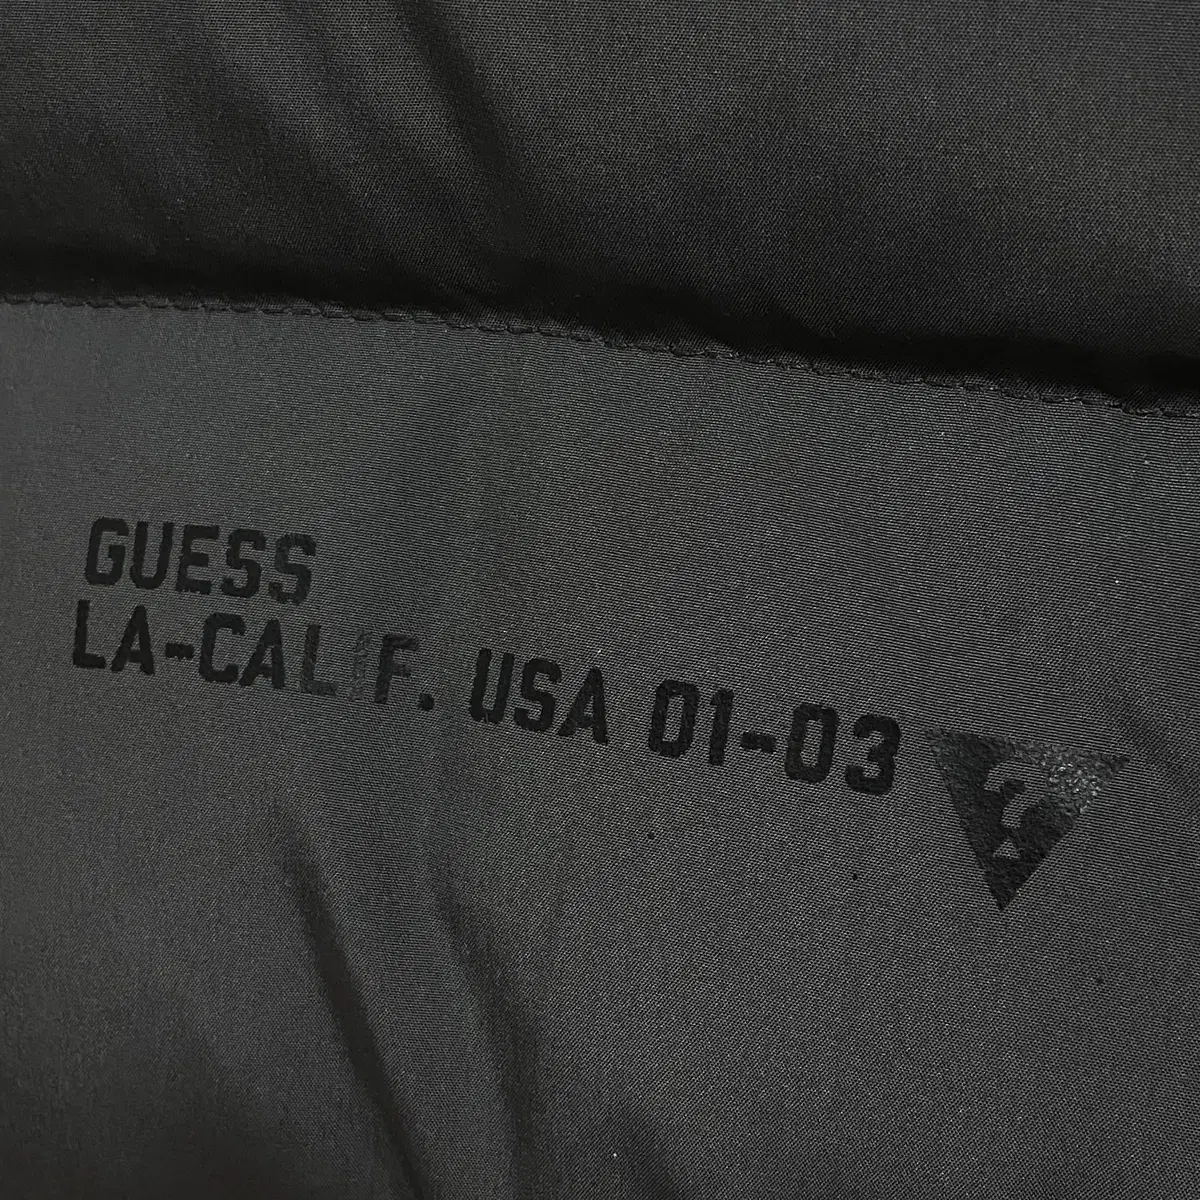 GUESS
LA-CALIF. USA 01-03
?